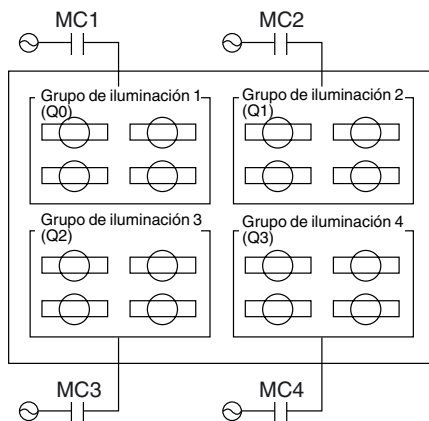 MC1
MC2
Grupo de iluminación 1
(Q0)
Grupo de iluminación 2
(Q1)
Grupo de iluminación 3
(Q2)
Grupo de iluminación 4
(Q3)
MC3
MC4